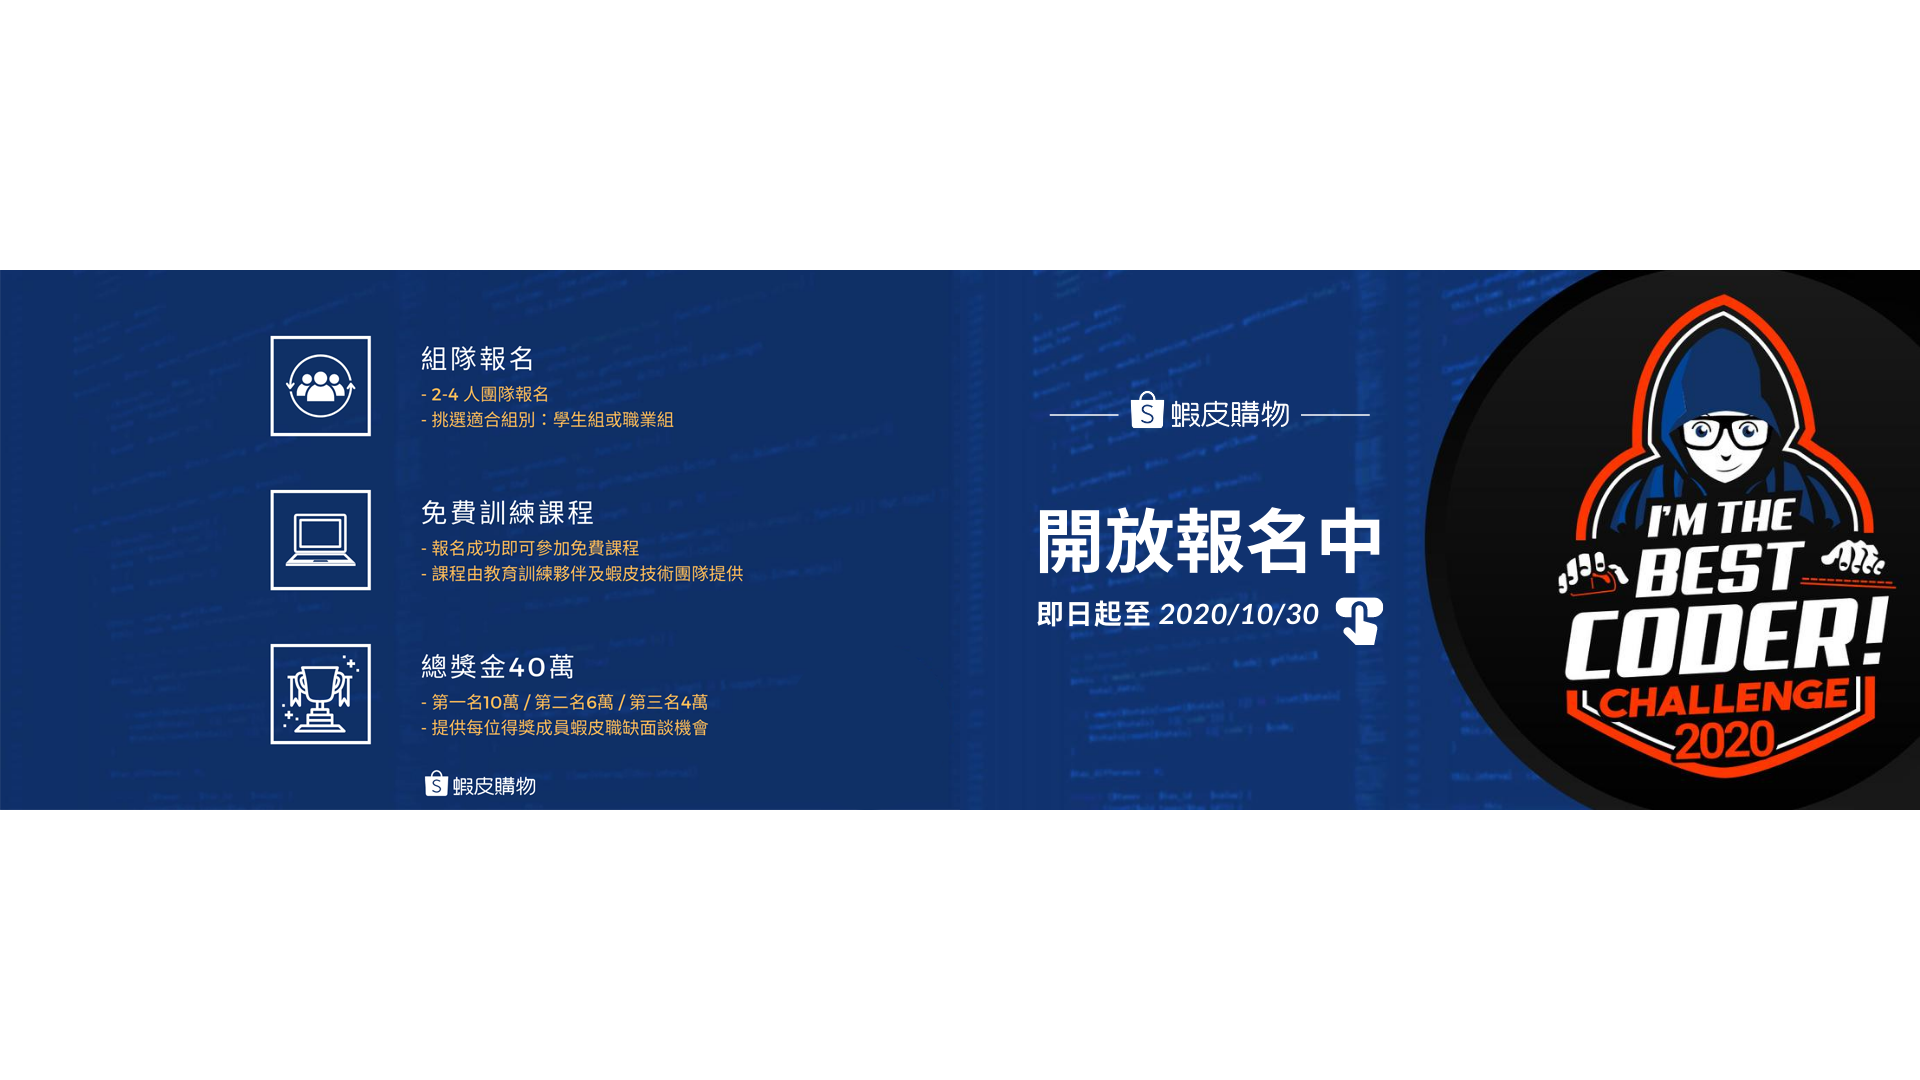 組隊報名
- 2-4 人團隊報名
- 挑選適合組別：學生組或職業組
免費訓練課程
- 報名成功即可參加免費課程
- 課程由教育訓練夥伴及蝦皮技術團隊提供
總獎金40萬
- 第一名10萬 / 第二名6萬 / 第三名4萬
- 提供每位得獎成員蝦皮職缺面談機會
S 蝦皮購物
S 蝦皮購物
開放報名中
即日起至 2020/10/30
I'M THE
BEST
CODER!
CHALLENGE
2020